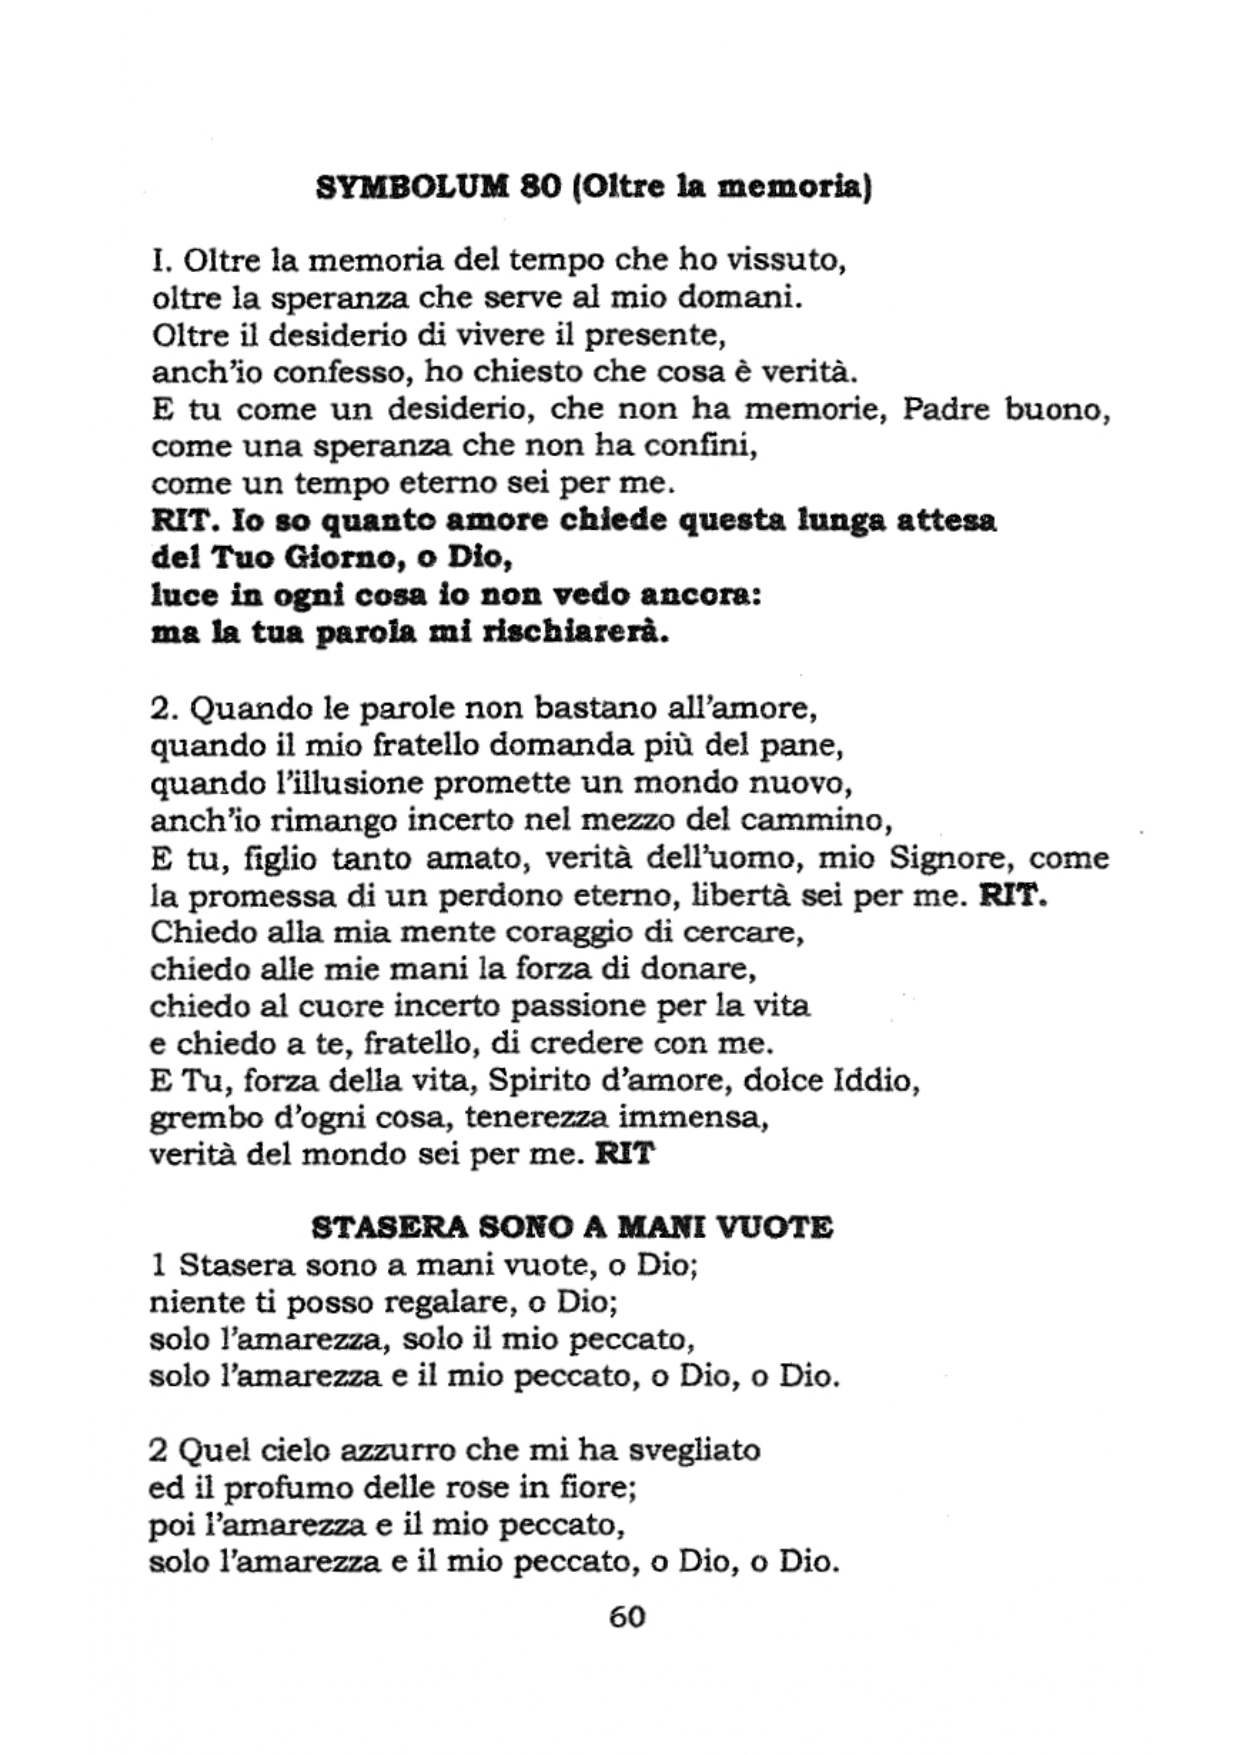 SYMBOLUM 80 (Oltre la memoria)
I. Oltre la memoria del tempo che ho vissuto,
oltre la speranza che serve al mio domani.
Oltre il desiderio di vivere il presente,
anch'io confesso, ho chiesto che cosa è verità.
E tu come un desiderio, che non ha memorie, Padre buono,
come una speranza che non ha confini,
come un tempo eterno sei per me.
RIT. Io so quanto amore chiede questa lunga attesa
del Tuo Giorno, o Dio,
luce in ogni cosa io non vedo ancora:
ma la tua parola mi rischiarerà.
2. Quando le parole non bastano all'amore,
quando il mio fratello domanda più del pane,
quando l'illusione promette un mondo nuovo,
anch'io rimango incerto nel mezzo del cammino,
E tu, figlio tanto amato, verità dell'uomo, mio Signore, come
la promessa di un perdono eterno, libertà sei per me. RIT.
Chiedo alla mia mente coraggio di cercare,
chiedo alle mie mani la forza di donare,
chiedo al cuore incerto passione per la vita
e chiedo a te, fratello, di credere con me.
E Tu, forza della vita, Spirito d'amore, dolce Iddio,
grembo d'ogni cosa, tenerezza immensa,
verità del mondo sei per me. RIT
STASERA SONO A MANI VUOTE
1 Stasera sono a mani vuote, o Dio;
niente ti posso regalare, o Dio;
solo l'amarezza, solo il mio peccato,
solo l'amarezza e il mio peccato, o Dio, o Dio.
2 Quel cielo azzurro che mi ha svegliato
ed il profumo delle rose in fiore;
poi l'amarezza e il mio peccato,
solo l'amarezza e il mio peccato, o Dio, o Dio.
60